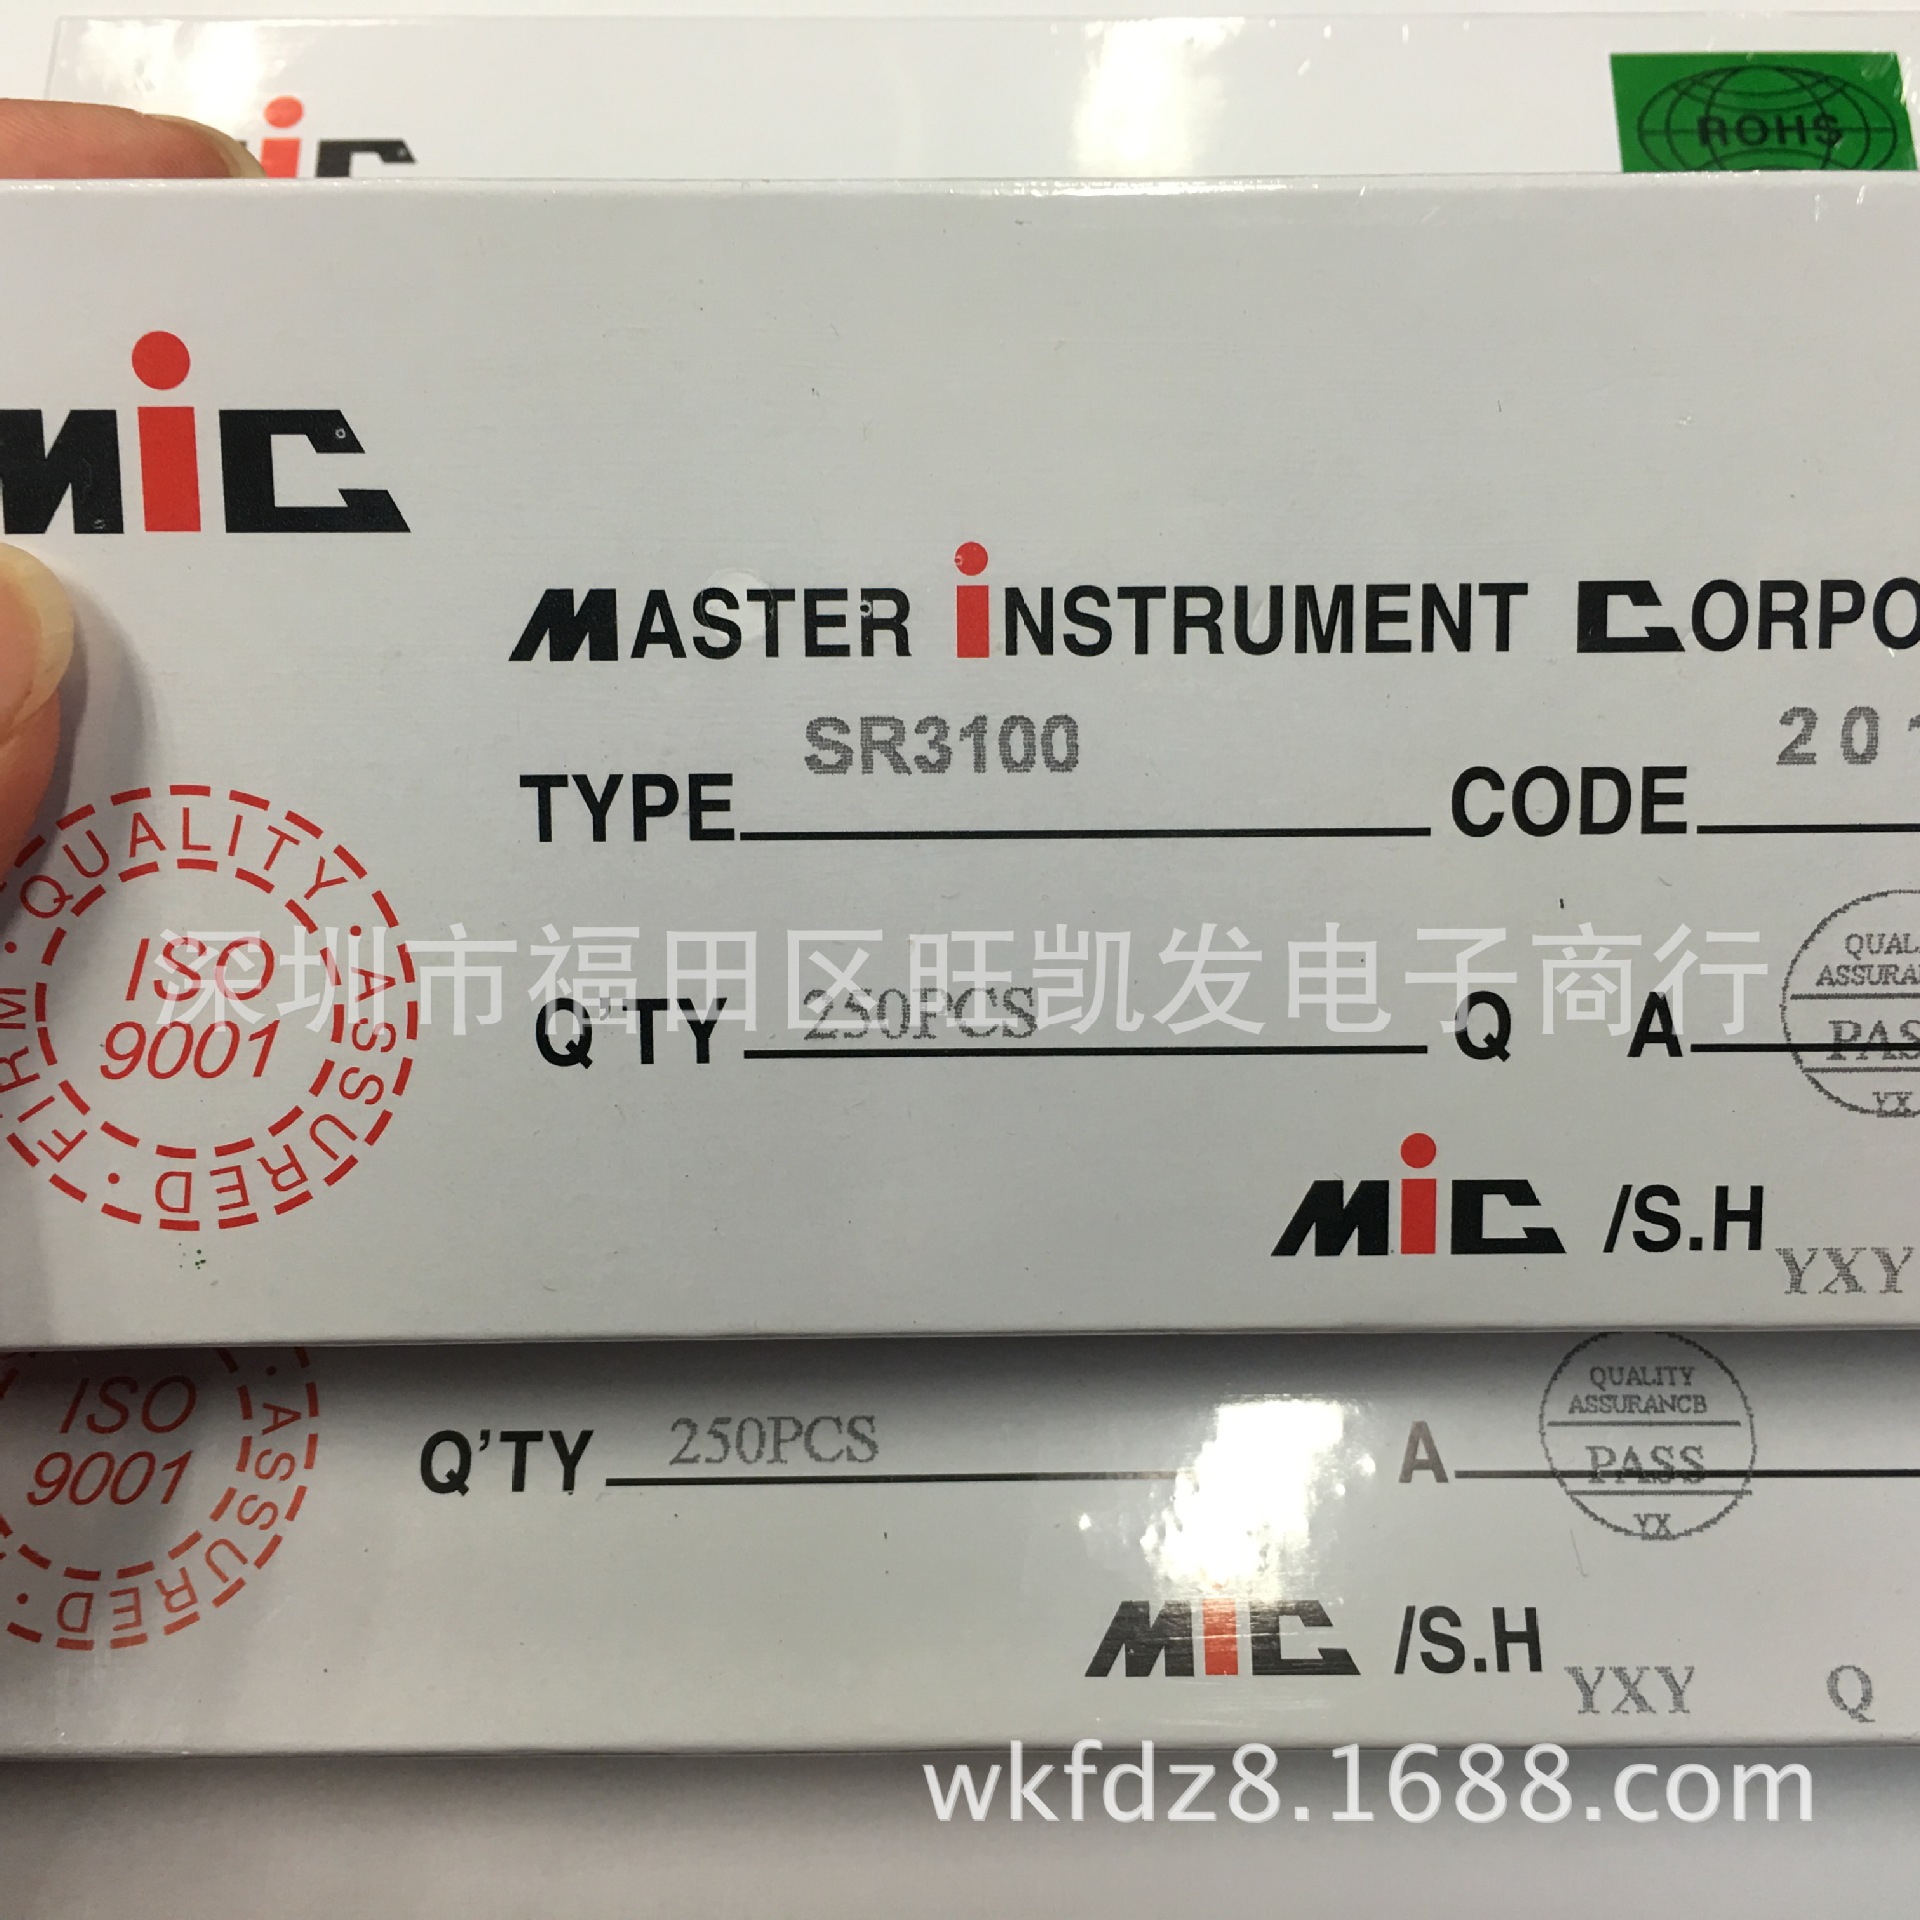 ROHS
MiC
MASTER iNSTRUMENT CORPO
TYPE SR3100 CODE 20
QUALITY · ASSURED · FIRM ·
ISO
9001
深圳市福田区旺凯发电子商行
Q'TY 250PCS Q A
QUAL
ASSURA
PAS
YX
MiC /S.H
YXY
ISO
9001
· ASSURED ·
Q'TY 250PCS A
QUALITY
ASSURANCB
PASS
YX
MiC /S.H
YXY Q
wkfdz8.1688.com